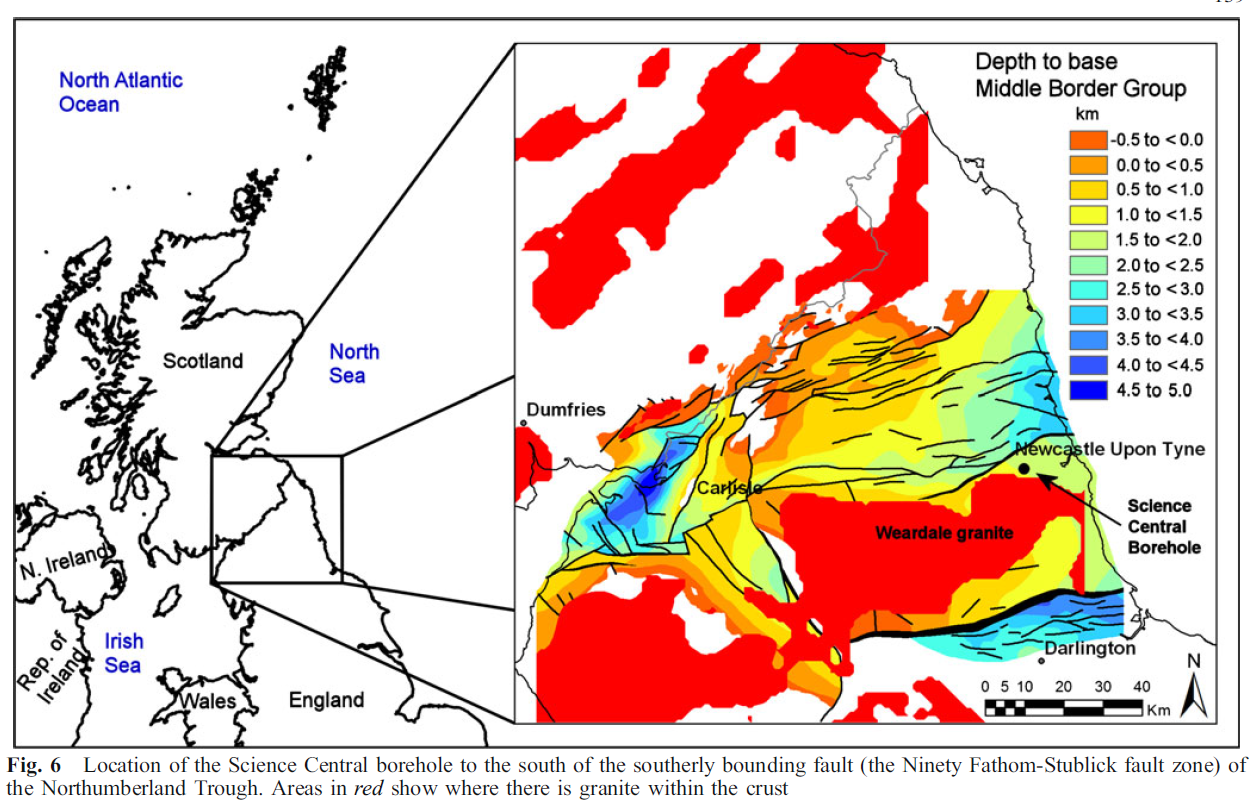 North Atlantic
Ocean
Scotland
North
Sea
N. Ireland
Rep. of
Ireland
Irish
Sea
Wales
England
Depth to base
Middle Border Group
km
-0.5 to <0.0
0.0 to <0.5
0.5 to <1.0
1.0 to <1.5
1.5 to <2.0
2.0 to <2.5
2.5 to <3.0
3.0 to <3.5
3.5 to <4.0
4.0 to <4.5
4.5 to 5.0
Dumfries
Carlisle
Newcastle Upon Tyne
Science
Central
Borehole
Weardale granite
Darlington
N
0 5 10 20 30 40
Km
Fig. 6 Location of the Science Central borehole to the south of the southerly bounding fault (the Ninety Fathom-Stublick fault zone) of
the Northumberland Trough. Areas in red show where there is granite within the crust